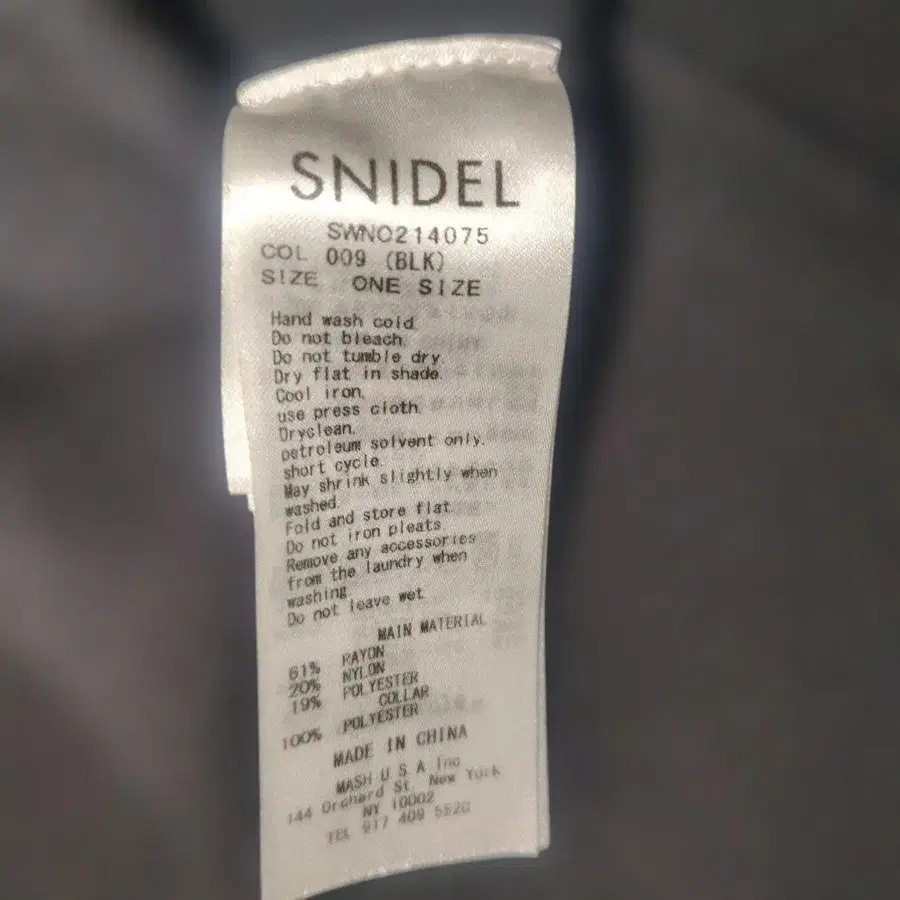 SNIDEL
SWNO214075
COL 009 (BLK)
SIZE ONE SIZE
Hand wash cold.
Do not bleach.
Do not tumble dry.
Dry flat in shade.
Cool iron,
use press cloth.
Dryclean,
petroleum solvent only.
short cycle.
May shrink slightly when
washed.
Fold and store flat.
Do not iron pleats.
Remove any accessories
from the laundry when
washing.
Do not leave wet.
MAIN MATERIAL
61% RAYON
20% NYLON
19% POLYESTER
COLLAR
100% POLYESTER
MADE IN CHINA
MASH U S A Inc
144 Orchard St, New York
NY 10002
TEL 917 409 5520